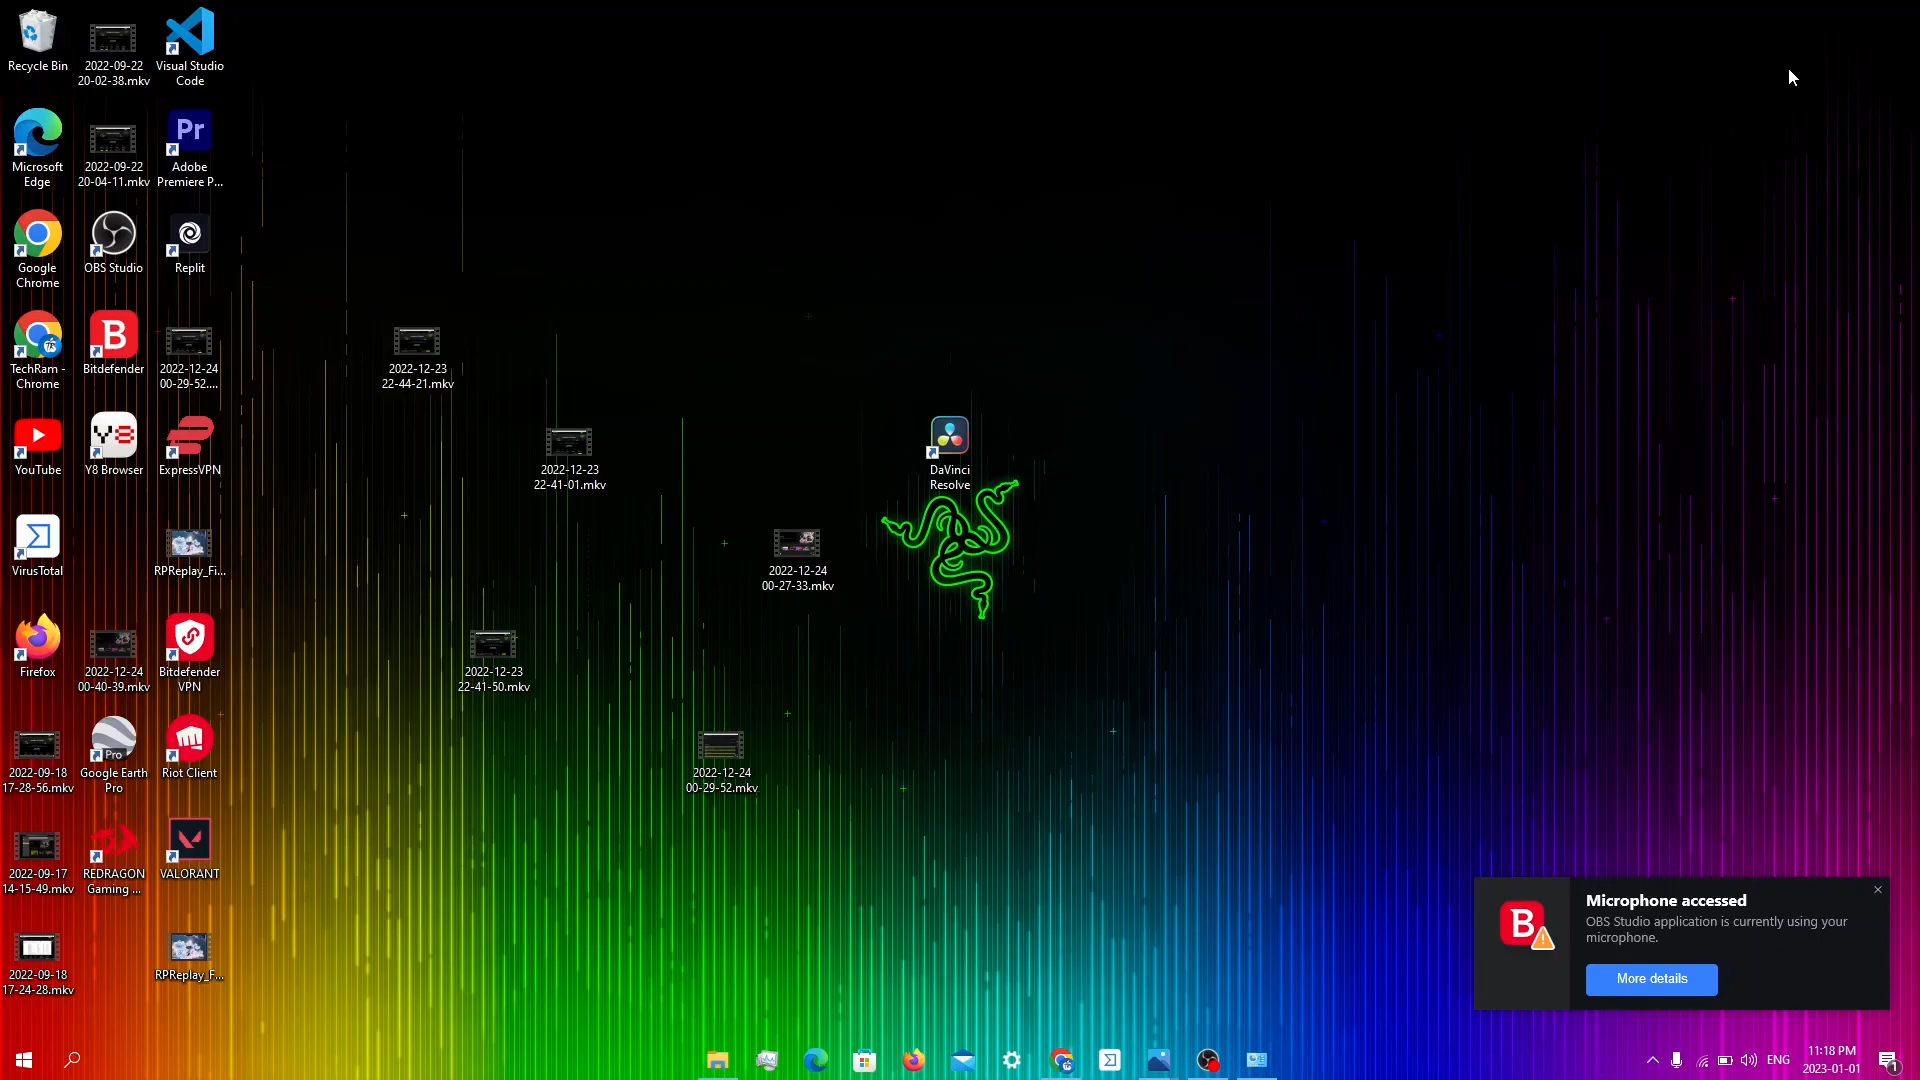 Recycle Bin
2022-09-22
20-02-38.mkv
Visual Studio
Code
Microsoft
Edge
2022-09-22
20-04-11.mkv
Pr
Adobe
Premiere P...
Google
Chrome
OBS Studio
Replit
TechRam -
Chrome
B
Bitdefender
2022-12-24
00-29-52....
2022-12-23
22-44-21.mkv
YouTube
Y8
Y8 Browser
ExpressVPN
2022-12-23
22-41-01.mkv
DaVinci
Resolve
VirusTotal
RPReplay_Fi...
2022-12-24
00-27-33.mkv
Firefox
2022-12-24
00-40-39.mkv
Bitdefender
VPN
2022-12-23
22-41-50.mkv
2022-09-18
17-28-56.mkv
Pro
Google Earth
Pro
Riot Client
2022-12-24
00-29-52.mkv
2022-09-17
14-15-49.mkv
REDRAGON
Gaming ...
VALORANT
2022-09-18
17-24-28.mkv
RPReplay_F...
B
Microphone accessed
OBS Studio application is currently using your
microphone.
More details
ENG
11:18 PM
2023-01-01
1